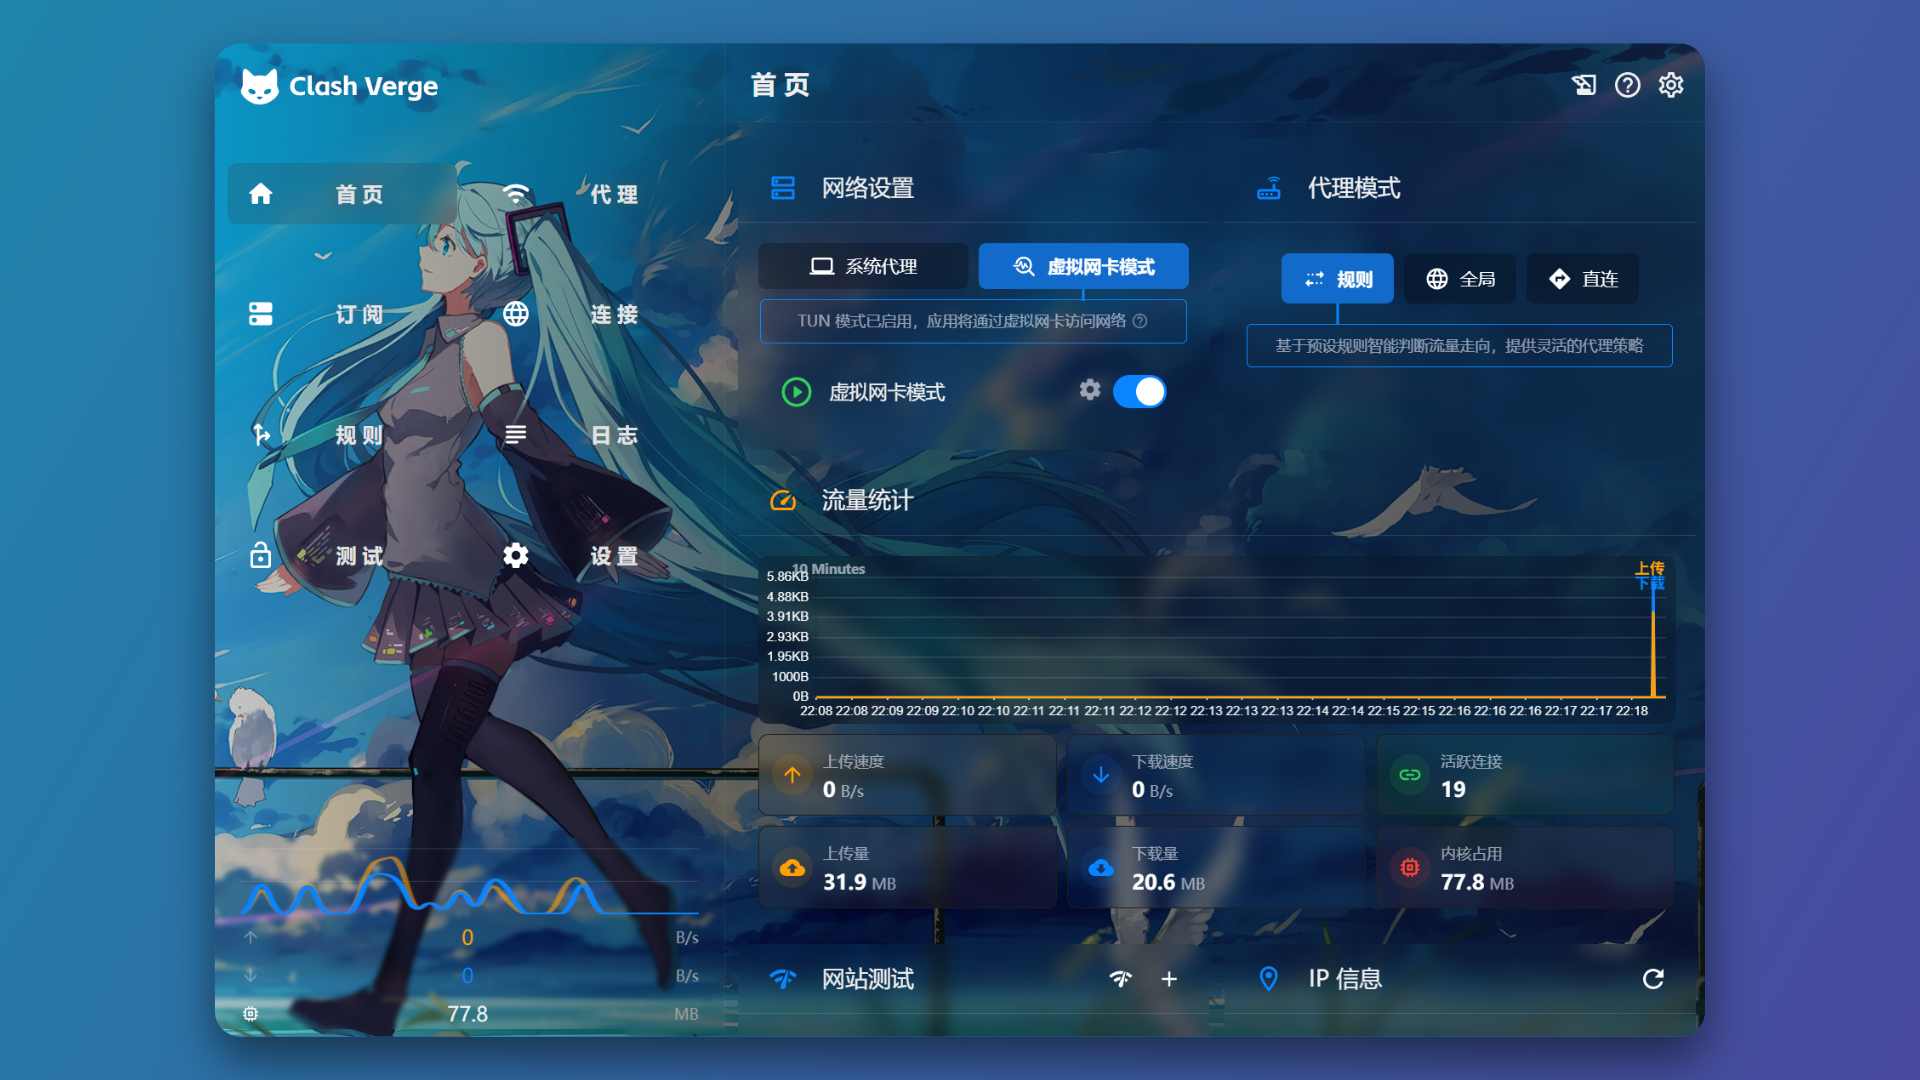 Clash Verge
首 页
首 页
代 理
订 阅
连 接
规 则
日 志
测 试
设 置
0 B/s
0 B/s
77.8 MB
网络设置
系统代理 虚拟网卡模式
TUN 模式已启用，应用将通过虚拟网卡访问网络
虚拟网卡模式
代理模式
规则 全局 直连
基于预设规则智能判断流量走向，提供灵活的代理策略
流量统计
10 Minutes
上传
下载
5.86KB
4.88KB
3.91KB
2.93KB
1.95KB
1000B
0B
22:08 22:08 22:09 22:09 22:10 22:10 22:11 22:11 22:11 22:12 22:12 22:13 22:13 22:13 22:14 22:14 22:15 22:15 22:16 22:16 22:16 22:17 22:17 22:18
上传速度
0 B/s
下载速度
0 B/s
活跃连接
19
上传量
31.9 MB
下载量
20.6 MB
内核占用
77.8 MB
网站测试
IP 信息